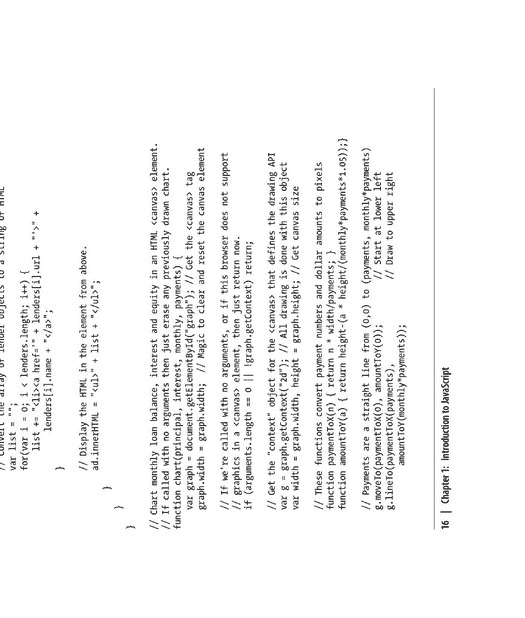 // Convert the array of lender objects to a string of HTML
var list = "";
for(var i = 0; i < lenders.length; i++) {
list += "<li><a href='" + lenders[i].url + "'>" +
lenders[i].name + "</a>";
}
// Display the HTML in the element from above.
ad.innerHTML = "<ul>" + list + "</ul>";
}
}
}
// Chart monthly loan balance, interest and equity in an HTML <canvas> element.
// If called with no arguments then just erase any previously drawn chart.
function chart(principal, interest, monthly, payments) {
var graph = document.getElementById("graph"); // Get the <canvas> tag
graph.width = graph.width; // Magic to clear and reset the canvas element
// If we're called with no arguments, or if this browser does not support
// graphics in a <canvas> element, then just return now.
if (arguments.length == 0 || !graph.getContext) return;
// Get the "context" object for the <canvas> that defines the drawing API
var g = graph.getContext("2d"); // All drawing is done with this object
var width = graph.width, height = graph.height; // Get canvas size
// These functions convert payment numbers and dollar amounts to pixels
function paymentToX(n) { return n * width/payments; }
function amountToY(a) { return height-(a * height/(monthly*payments*1.05));}
// Payments are a straight line from (0,0) to (payments, monthly*payments)
g.moveTo(paymentToX(0), amountToY(0)); // Start at lower left
g.lineTo(paymentToX(payments), // Draw to upper right
amountToY(monthly*payments));
16 | Chapter 1: Introduction to JavaScript